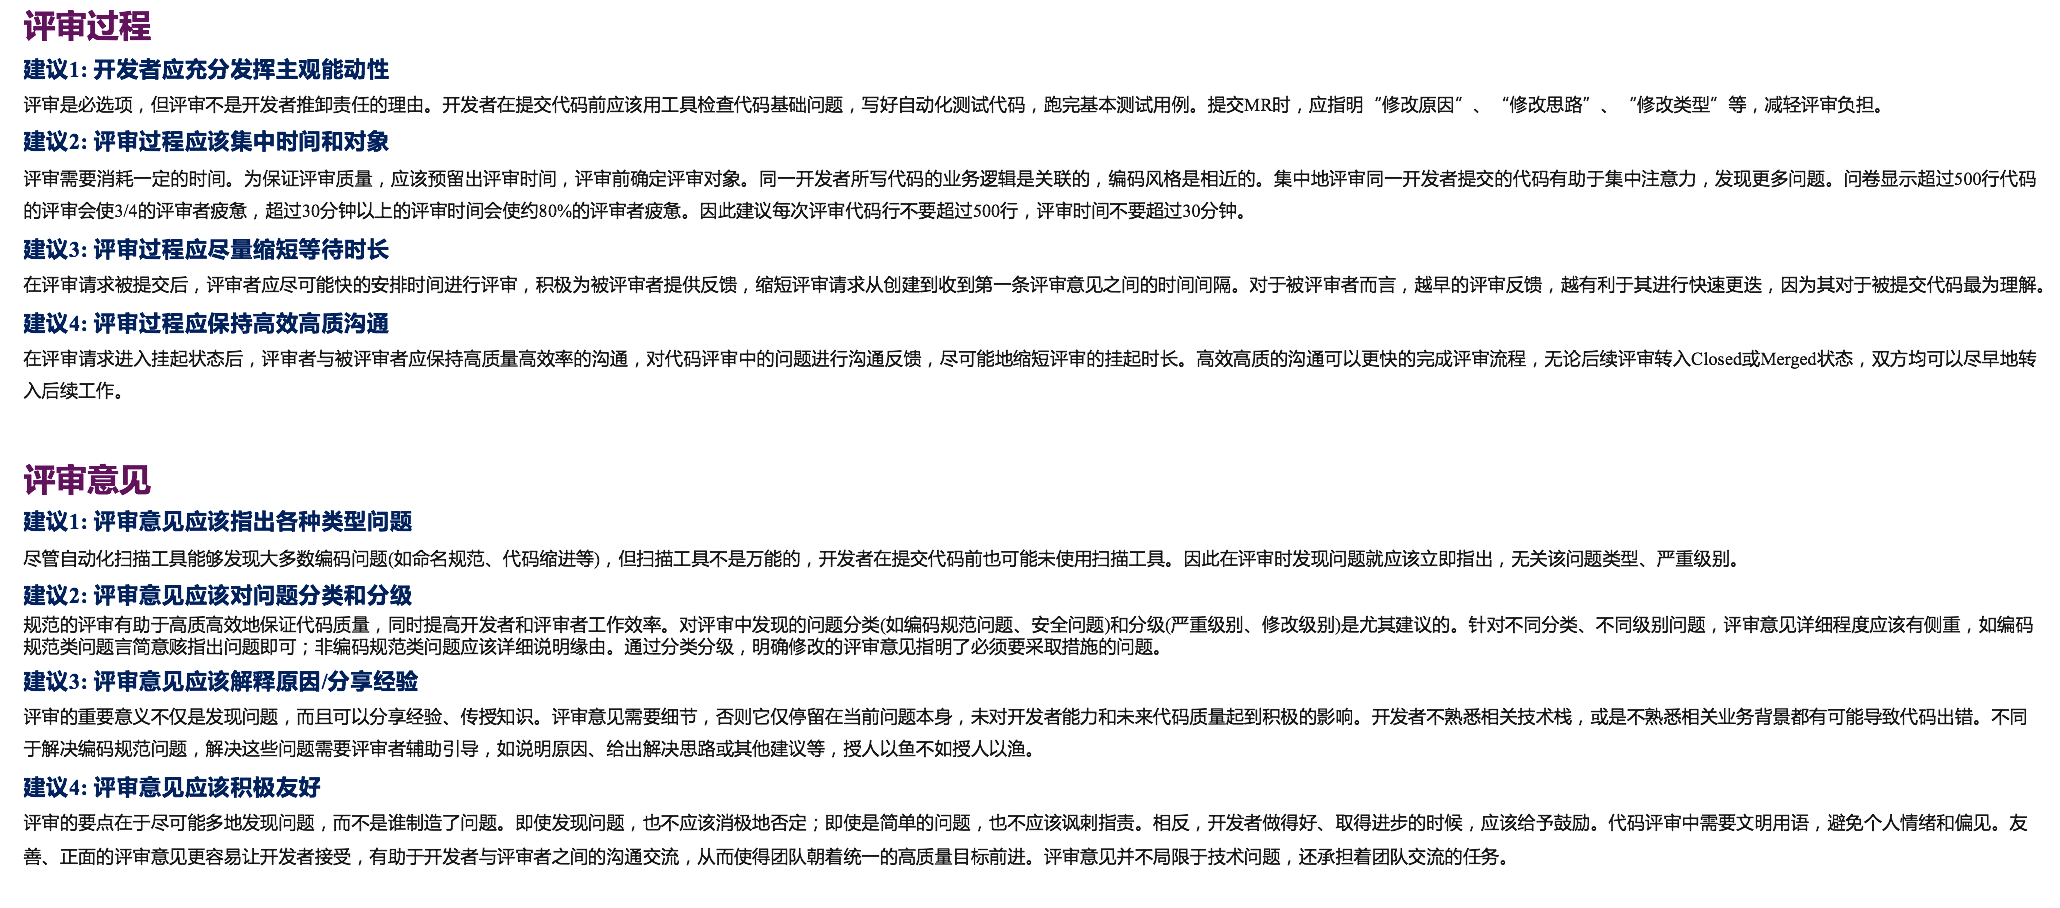 评审过程
建议1: 开发者应充分发挥主观能动性
评审是必选项，但评审不是开发者推卸责任的理由。开发者在提交代码前应该用工具检查代码基础问题，写好自动化测试代码，跑完基本测试用例。提交MR时，应指明“修改原因”、“修改思路”、“修改类型”等，减轻评审负担。
建议2: 评审过程应该集中时间和对象
评审需要消耗一定的时间。为保证评审质量，应该预留出评审时间，评审前确定评审对象。同一开发者所写代码的业务逻辑是关联的，编码风格是相近的。集中地评审同一开发者提交的代码有助于集中注意力，发现更多问题。问卷显示超过500行代码
的评审会使3/4的评审者疲惫，超过30分钟以上的评审时间会使约80%的评审者疲惫。因此建议每次评审代码行不要超过500行，评审时间不要超过30分钟。
建议3: 评审过程应尽量缩短等待时长
在评审请求被提交后，评审者应尽可能快的安排时间进行评审，积极为被评审者提供反馈，缩短评审请求从创建到收到第一条评审意见之间的时间间隔。对于被评审者而言，越早的评审反馈，越有利于其进行快速更迭，因为其对于被提交代码最为理解。
建议4: 评审过程应保持高效高质沟通
在评审请求进入挂起状态后，评审者与被评审者应保持高质量高效率的沟通，对代码评审中的问题进行沟通反馈，尽可能地缩短评审的挂起时长。高效高质的沟通可以更快的完成评审流程，无论后续评审转入Closed或Merged状态，双方均可以尽早地转
入后续工作。
评审意见
建议1: 评审意见应该指出各种类型问题
尽管自动化扫描工具能够发现大多数编码问题(如命名规范、代码缩进等)，但扫描工具不是万能的，开发者在提交代码前也可能未使用扫描工具。因此在评审时发现问题就应该立即指出，无关该问题类型、严重级别。
建议2: 评审意见应该对问题分类和分级
规范的评审有助于高质高效地保证代码质量，同时提高开发者和评审者工作效率。对评审中发现的问题分类(如编码规范问题、安全问题)和分级(严重级别、修改级别)是尤其建议的。针对不同分类、不同级别问题，评审意见详细程度应该有侧重，如编码
规范类问题言简意赅指出问题即可；非编码规范类问题应该详细说明缘由。通过分类分级，明确修改的评审意见指明了必须要采取措施的问题。
建议3: 评审意见应该解释原因/分享经验
评审的重要意义不仅是发现问题，而且可以分享经验、传授知识。评审意见需要细节，否则它仅停留在当前问题本身，未对开发者能力和未来代码质量起到积极的影响。开发者不熟悉相关技术栈，或是不熟悉相关业务背景都有可能导致代码出错。不同
于解决编码规范问题，解决这些问题需要评审者辅助引导，如说明原因、给出解决思路或其他建议等，授人以鱼不如授人以渔。
建议4: 评审意见应该积极友好
评审的要点在于尽可能多地发现问题，而不是谁制造了问题。即使发现问题，也不应该消极地否定；即使是简单的问题，也不应该讽刺指责。相反，开发者做得好、取得进步的时候，应该给予鼓励。代码评审中需要文明用语，避免个人情绪和偏见。友
善、正面的评审意见更容易让开发者接受，有助于开发者与评审者之间的沟通交流，从而使得团队朝着统一的高质量目标前进。评审意见并不局限于技术问题，还承担着团队交流的任务。